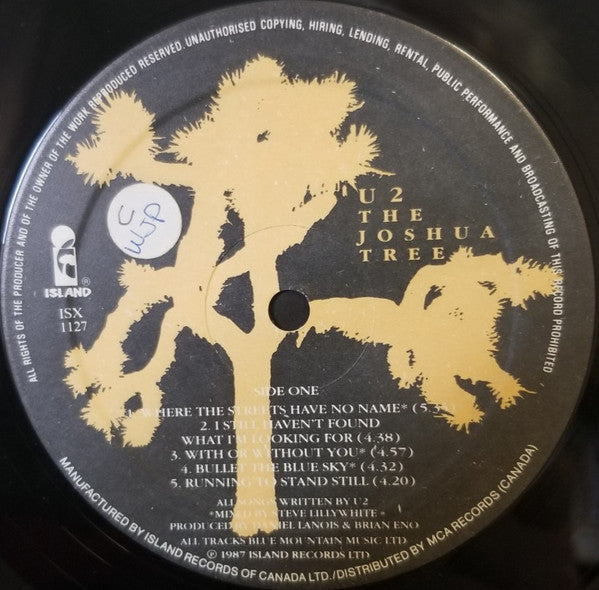 ALL RIGHTS OF THE PRODUCER AND OF THE OWNER OF THE WORK REPRODUCED RESERVED. UNAUTHORISED COPYING, HIRING, LENDING, RENTAL, PUBLIC PERFORMANCE AND BROADCASTING OF THIS RECORD PROHIBITED
U2
THE
JOSHUA
TREE
C
WJP
ISLAND®
ISX
1127
SIDE ONE
1. WHERE THE STREETS HAVE NO NAME*
2. I STILL HAVEN'T FOUND
WHAT I'M LOOKING FOR (4.38)
3. WITH OR WITHOUT YOU* (4.57)
4. BULLET THE BLUE SKY* (4.32)
5. RUNNING TO STAND STILL (4.20)
ALL SONGS WRITTEN BY U2
*MIXED BY STEVE LILLYWHITE*
PRODUCED BY DANIEL LANOIS & BRIAN ENO
ALL TRACKS BLUE MOUNTAIN MUSIC LTD
℗ 1987 ISLAND RECORDS LTD
MANUFACTURED BY ISLAND RECORDS OF CANADA LTD./DISTRIBUTED BY MCA RECORDS (CANADA)